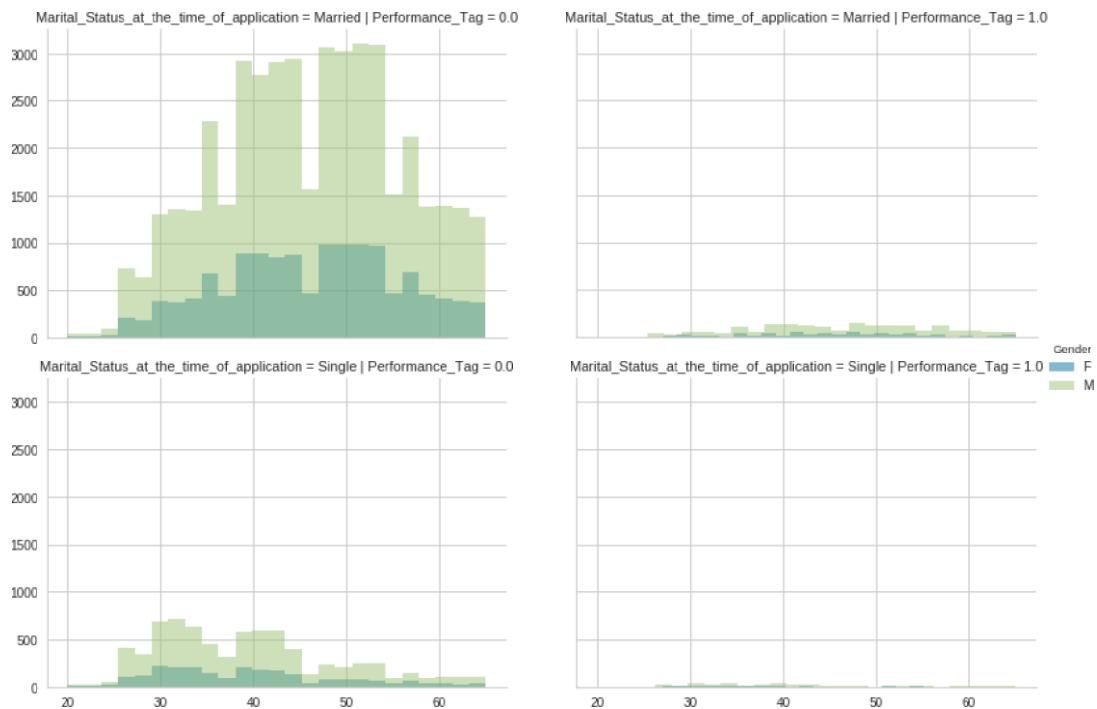 Marital_Status_at_the_time_of_application = Married | Performance_Tag = 0.0
Marital_Status_at_the_time_of_application = Married | Performance_Tag = 1.0
3000
2500
2000
1500
1000
500
0
Marital_Status_at_the_time_of_application = Single | Performance_Tag = 0.0
Marital_Status_at_the_time_of_application = Single | Performance_Tag = 1.0
Gender
F
M
3000
2500
2000
1500
1000
500
0
20 30 40 50 60
20 30 40 50 60